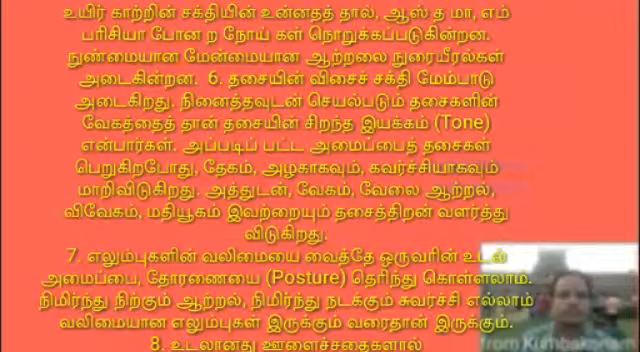 உயிர் காற்றின் சக்தியின் உன்னதத் தால், ஆஸ் த மா, எம்
பரிசியா போன ற நோய் கள் நொறுக்கப்படுகின்றன.
நுண்மையான மேன்மையான ஆற்றலை நுரையீரல்கள்
அடைகின்றன. 6. தசையின் விசைச் சக்தி மேம்பாடு
அடைகிறது. நினைத்தவுடன் செயல்படும் தசைகளின்
வேகத்தைத் தான் தசையின் சிறந்த இயக்கம் (Tone)
என்பார்கள். அப்படிப் பட்ட அமைப்பைத் தசைகள்
பெறுகிறபோது, தேகம், அழகாகவும், கவர்ச்சியாகவும்
மாறிவிடுகிறது. அத்துடன், வேகம், வேலை ஆற்றல்,
விவேகம், மதியூகம் இவற்றையும் தசைத்திறன் வளர்த்து
விடுகிறது.
7. எலும்புகளின் வலிமையை வைத்தே ஒருவரின் உடல்
அமைப்பை, தோரணையை (Posture) தெரிந்து கொள்ளலாம்.
நிமிர்ந்து நிற்கும் ஆற்றல், நிமிர்ந்து நடக்கும் கவர்ச்சி எல்லாம்
வலிமையான எலும்புகள் இருக்கும் வரைதான் இருக்கும்.
8. உடலானது ஊளைச்சதைகளால்
from Kumbakonam